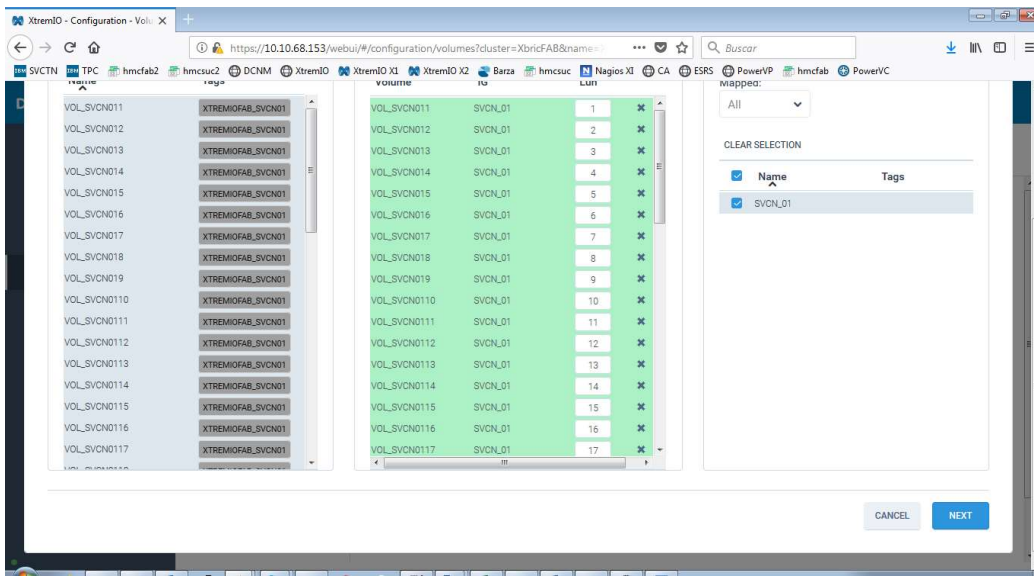 XtremIO - Configuration - Volu
https://10.10.68.153/webui/#/configuration/volumes?cluster=XbricFAB&name=
Buscar
SVCTN TPC hmcfab2 hmcsuc2 DCNM XtremIO XtremIO X1 XtremIO X2 Barza hmcsuc Nagios XI CA ESRS PowerVP hmcfab PowerVC
Name Tags
VOL_SVCN011 XTREMIOFAB_SVCN01
VOL_SVCN012 XTREMIOFAB_SVCN01
VOL_SVCN013 XTREMIOFAB_SVCN01
VOL_SVCN014 XTREMIOFAB_SVCN01
VOL_SVCN015 XTREMIOFAB_SVCN01
VOL_SVCN016 XTREMIOFAB_SVCN01
VOL_SVCN017 XTREMIOFAB_SVCN01
VOL_SVCN018 XTREMIOFAB_SVCN01
VOL_SVCN019 XTREMIOFAB_SVCN01
VOL_SVCN0110 XTREMIOFAB_SVCN01
VOL_SVCN0111 XTREMIOFAB_SVCN01
VOL_SVCN0112 XTREMIOFAB_SVCN01
VOL_SVCN0113 XTREMIOFAB_SVCN01
VOL_SVCN0114 XTREMIOFAB_SVCN01
VOL_SVCN0115 XTREMIOFAB_SVCN01
VOL_SVCN0116 XTREMIOFAB_SVCN01
VOL_SVCN0117 XTREMIOFAB_SVCN01
Volume IG Lun
VOL_SVCN011 SVCN_01 1
VOL_SVCN012 SVCN_01 2
VOL_SVCN013 SVCN_01 3
VOL_SVCN014 SVCN_01 4
VOL_SVCN015 SVCN_01 5
VOL_SVCN016 SVCN_01 6
VOL_SVCN017 SVCN_01 7
VOL_SVCN018 SVCN_01 8
VOL_SVCN019 SVCN_01 9
VOL_SVCN0110 SVCN_01 10
VOL_SVCN0111 SVCN_01 11
VOL_SVCN0112 SVCN_01 12
VOL_SVCN0113 SVCN_01 13
VOL_SVCN0114 SVCN_01 14
VOL_SVCN0115 SVCN_01 15
VOL_SVCN0116 SVCN_01 16
VOL_SVCN0117 SVCN_01 17
Mapped:
All
CLEAR SELECTION
Name Tags
SVCN_01
CANCEL NEXT